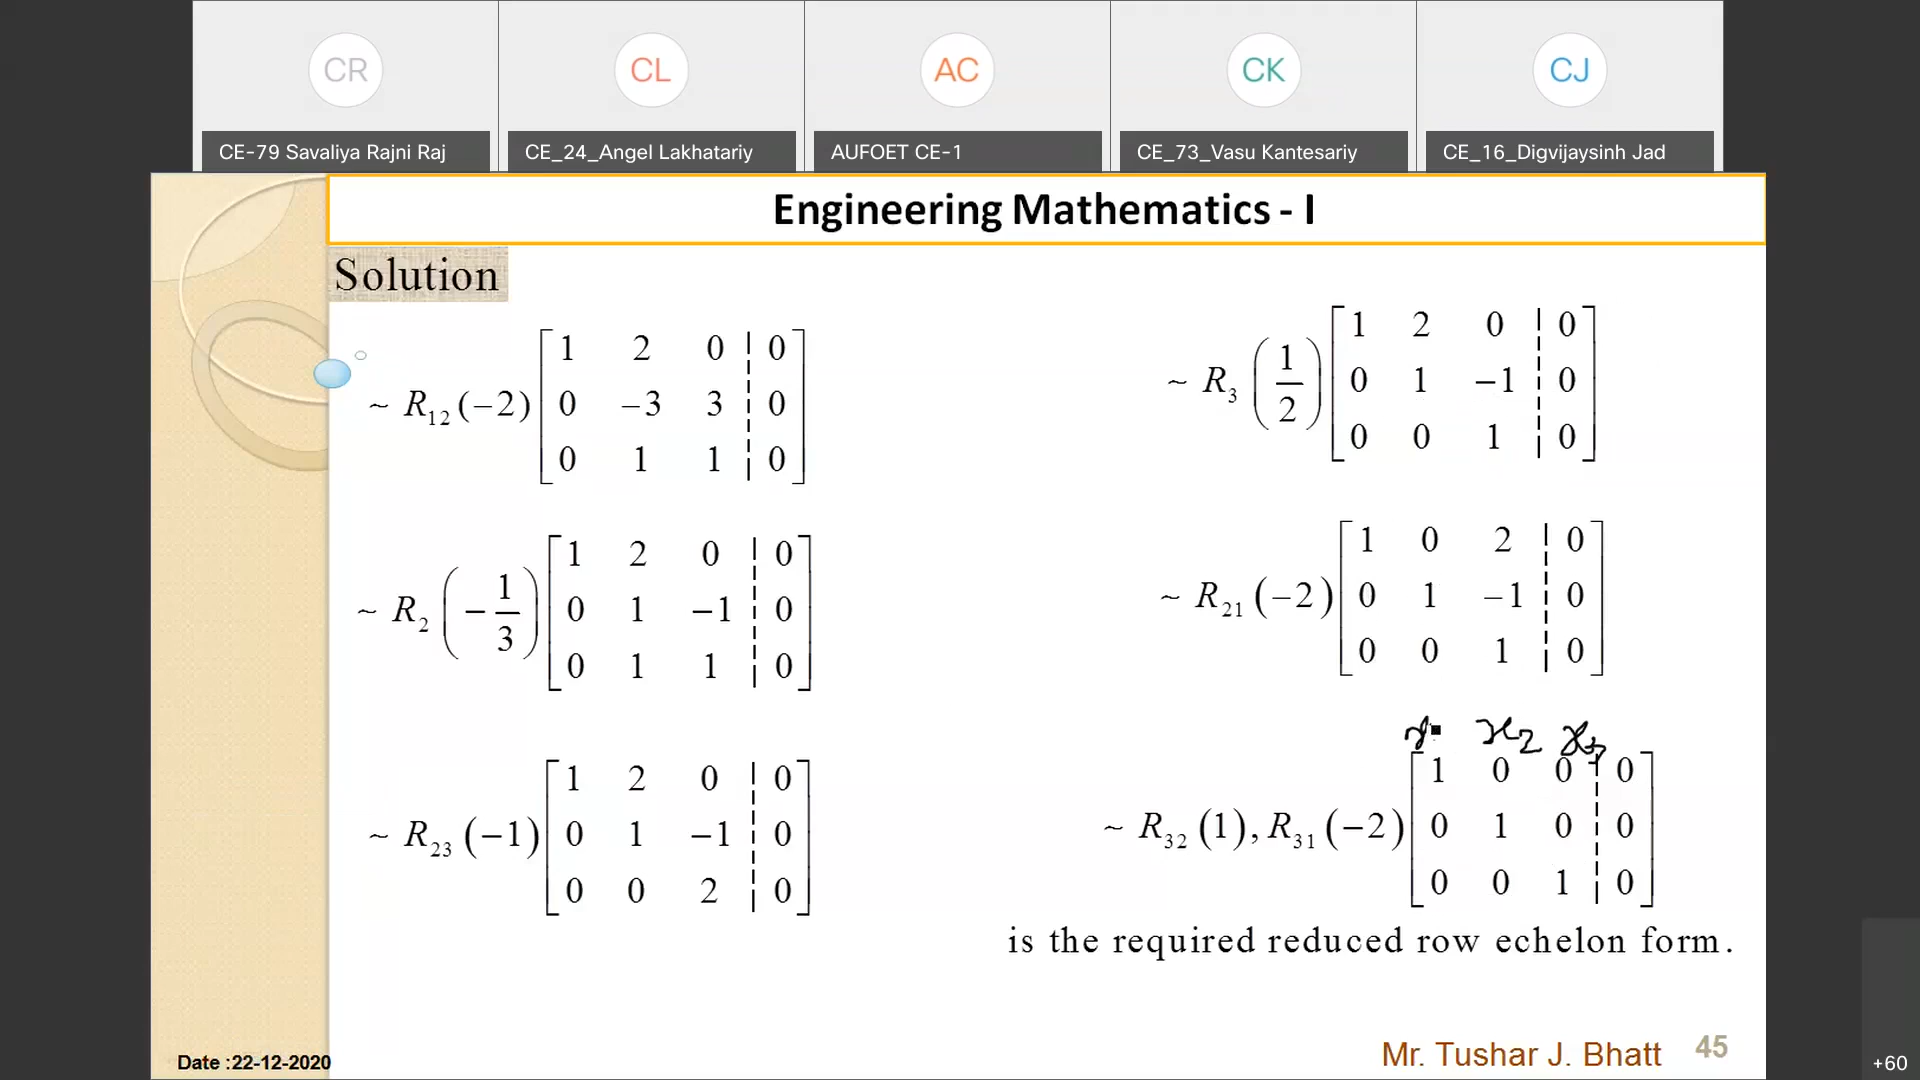 CR CL AC CK CJ
CE-79 Savaliya Rajni Raj CE_24_Angel Lakhatariy AUFOET CE-1 CE_73_Vasu Kantesariy CE_16_Digvijaysinh Jad
Engineering Mathematics - I
Solution
~ R₁₂(−2) [1 2 0 ¦ 0
0 −3 3 ¦ 0
0 1 1 ¦ 0]
~ R₂(−1/3) [1 2 0 ¦ 0
0 1 −1 ¦ 0
0 1 1 ¦ 0]
~ R₂₃(−1) [1 2 0 ¦ 0
0 1 −1 ¦ 0
0 0 2 ¦ 0]
~ R₃(1/2) [1 2 0 ¦ 0
0 1 −1 ¦ 0
0 0 1 ¦ 0]
~ R₂₁(−2) [1 0 2 ¦ 0
0 1 −1 ¦ 0
0 0 1 ¦ 0]
x₂ x₃
~ R₃₂(1), R₃₁(−2) [1 0 0 ¦ 0
0 1 0 ¦ 0
0 0 1 ¦ 0]
is the required reduced row echelon form.
Date :22-12-2020
Mr. Tushar J. Bhatt 45
+60